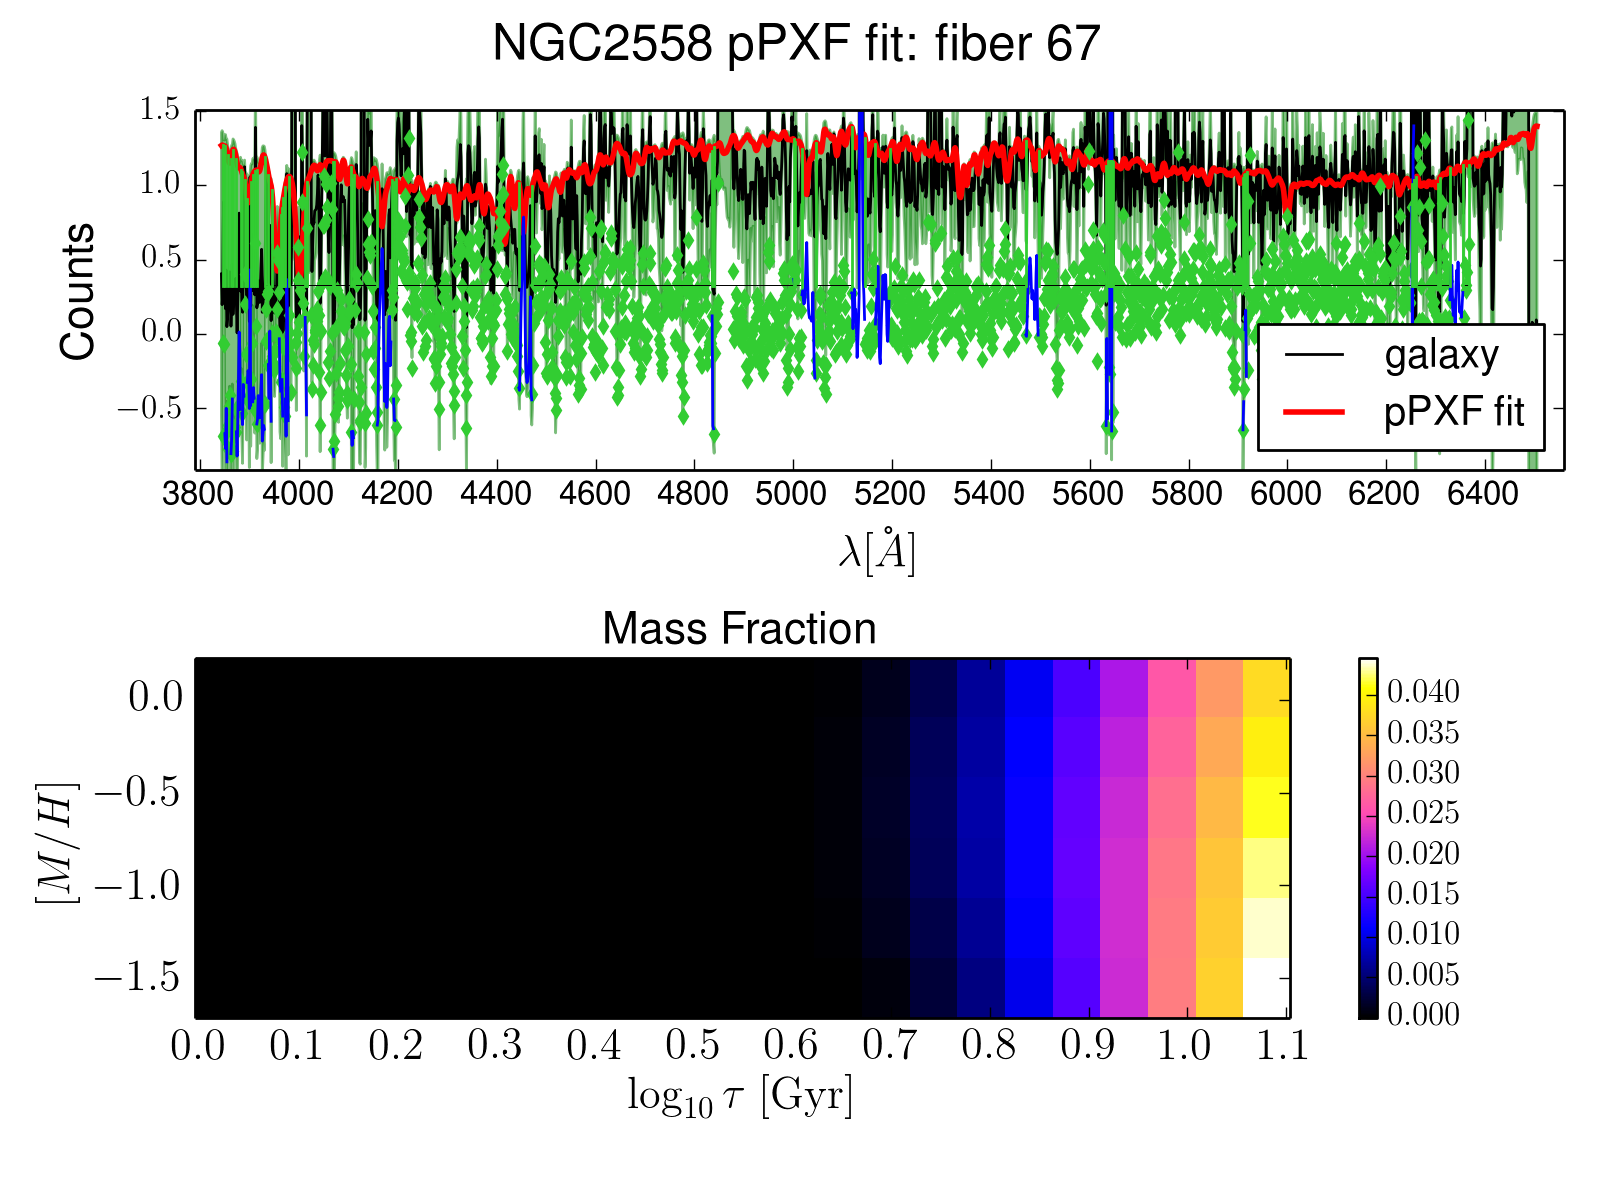 NGC2558 pPXF fit: fiber 67
1.5
1.0
0.5
0.0
−0.5
Counts
galaxy
pPXF fit
3800 4000 4200 4400 4600 4800 5000 5200 5400 5600 5800 6000 6200 6400
λ[Å]
Mass Fraction
0.0
−0.5
−1.0
−1.5
[M/H]
0.040
0.035
0.030
0.025
0.020
0.015
0.010
0.005
0.000
0.0 0.1 0.2 0.3 0.4 0.5 0.6 0.7 0.8 0.9 1.0 1.1
log₁₀ τ [Gyr]